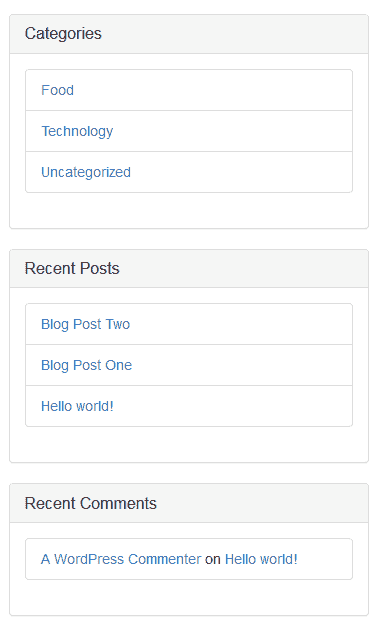 Categories
Food
Technology
Uncategorized
Recent Posts
Blog Post Two
Blog Post One
Hello world!
Recent Comments
A WordPress Commenter on Hello world!